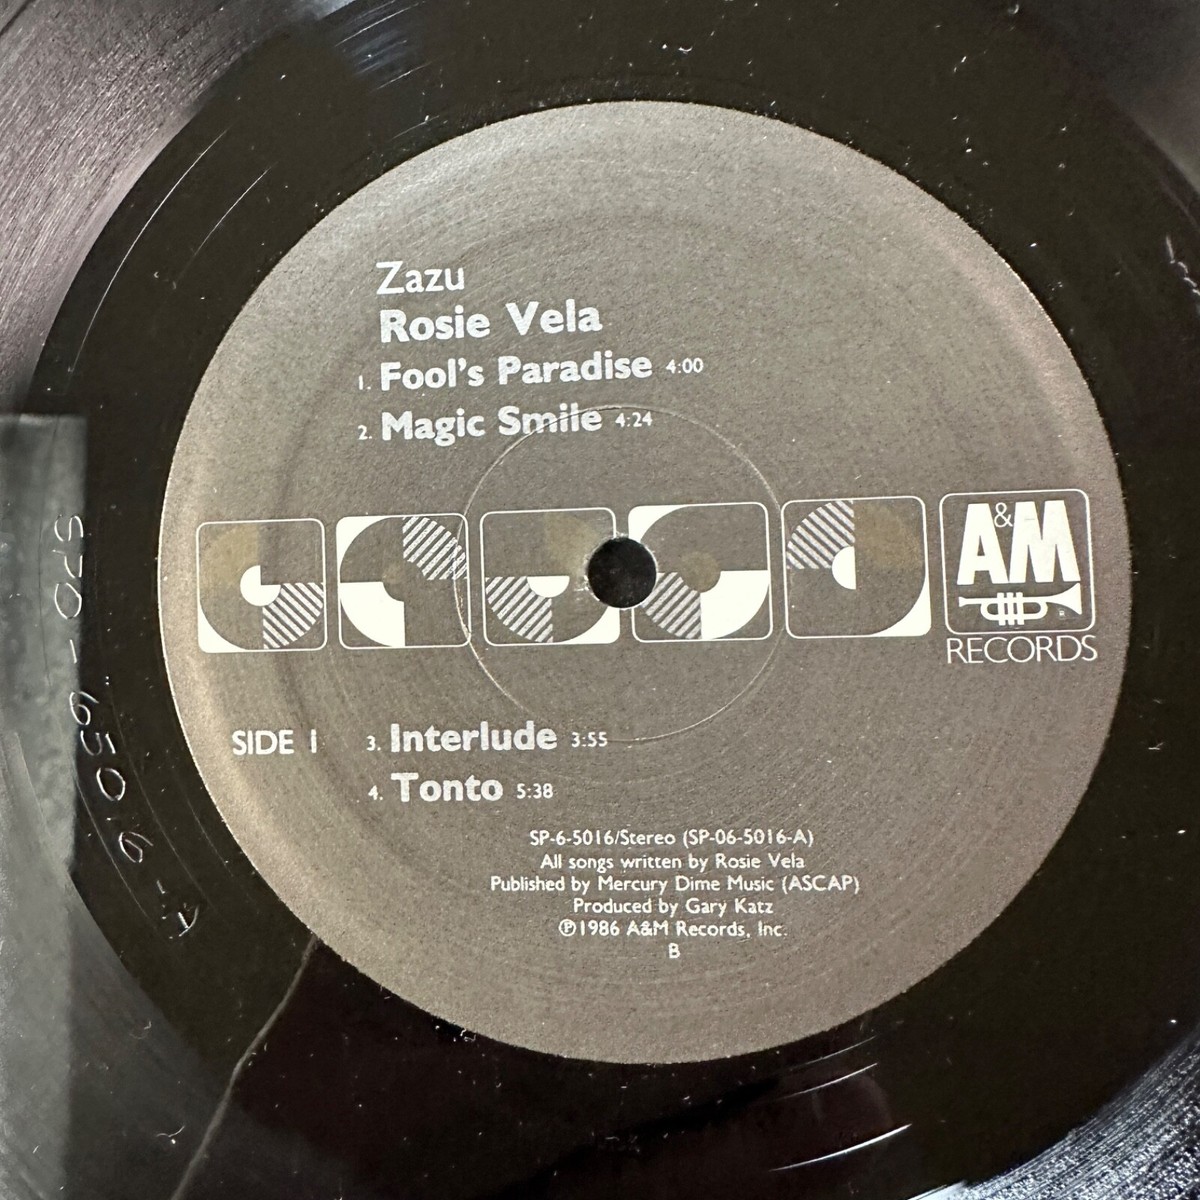 Zazu
Rosie Vela
1. Fool's Paradise 4:00
2. Magic Smile 4:24
A&M
RECORDS
SIDE 1
3. Interlude 3:55
4. Tonto 5:38
SP-6-5016/Stereo (SP-06-5016-A)
All songs written by Rosie Vela
Published by Mercury Dime Music (ASCAP)
Produced by Gary Katz
℗1986 A&M Records, Inc.
B